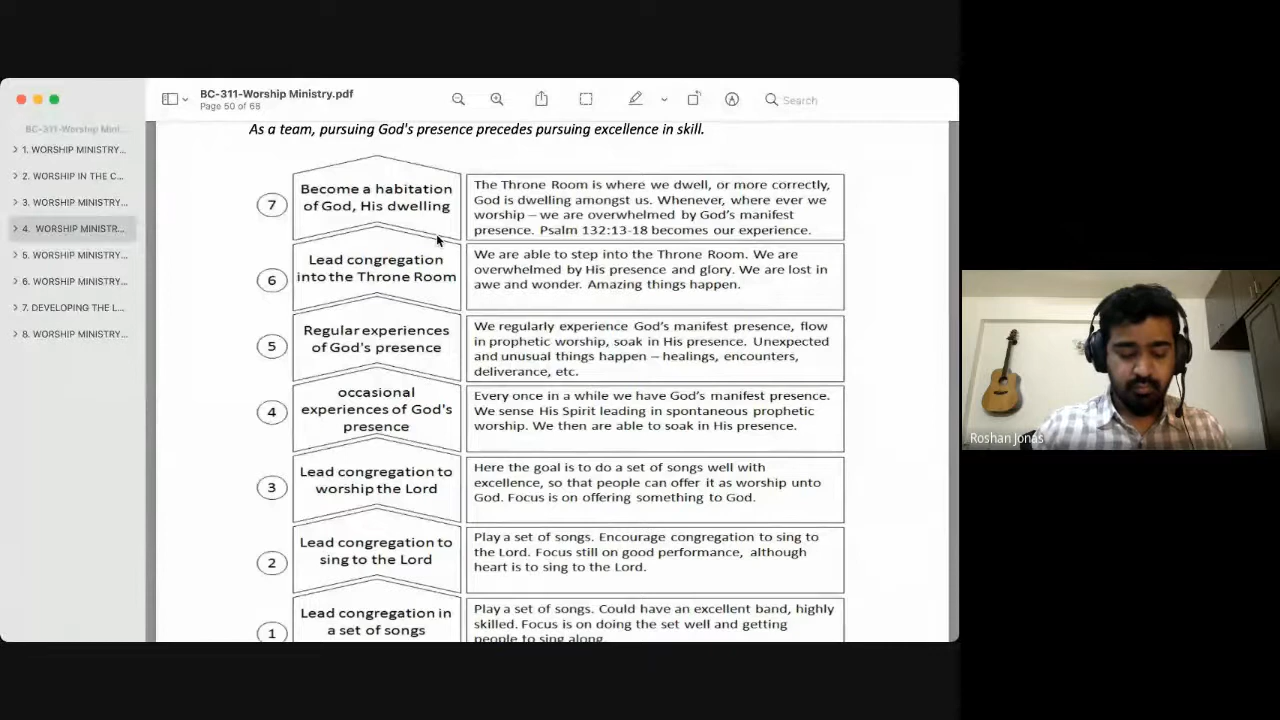 BC-311-Worship Ministry.pdf
Page 50 of 68
Search
BC-311-Worship Mini...
1. WORSHIP MINISTRY...
2. WORSHIP IN THE C...
3. WORSHIP MINISTRY...
4. WORSHIP MINISTR...
5. WORSHIP MINISTRY...
6. WORSHIP MINISTRY...
7. DEVELOPING THE L...
8. WORSHIP MINISTRY...
As a team, pursuing God's presence precedes pursuing excellence in skill.
7
Become a habitation
of God, His dwelling
The Throne Room is where we dwell, or more correctly,
God is dwelling amongst us. Whenever, where ever we
worship – we are overwhelmed by God's manifest
presence. Psalm 132:13-18 becomes our experience.
6
Lead congregation
into the Throne Room
We are able to step into the Throne Room. We are
overwhelmed by His presence and glory. We are lost in
awe and wonder. Amazing things happen.
5
Regular experiences
of God's presence
We regularly experience God's manifest presence, flow
in prophetic worship, soak in His presence. Unexpected
and unusual things happen – healings, encounters,
deliverance, etc.
4
occasional
experiences of God's
presence
Every once in a while we have God's manifest presence.
We sense His Spirit leading in spontaneous prophetic
worship. We then are able to soak in His presence.
3
Lead congregation to
worship the Lord
Here the goal is to do a set of songs well with
excellence, so that people can offer it as worship unto
God. Focus is on offering something to God.
2
Lead congregation to
sing to the Lord
Play a set of songs. Encourage congregation to sing to
the Lord. Focus still on good performance, although
heart is to sing to the Lord.
1
Lead congregation in
a set of songs
Play a set of songs. Could have an excellent band, highly
skilled. Focus is on doing the set well and getting
people to sing along.
Roshan Jonas